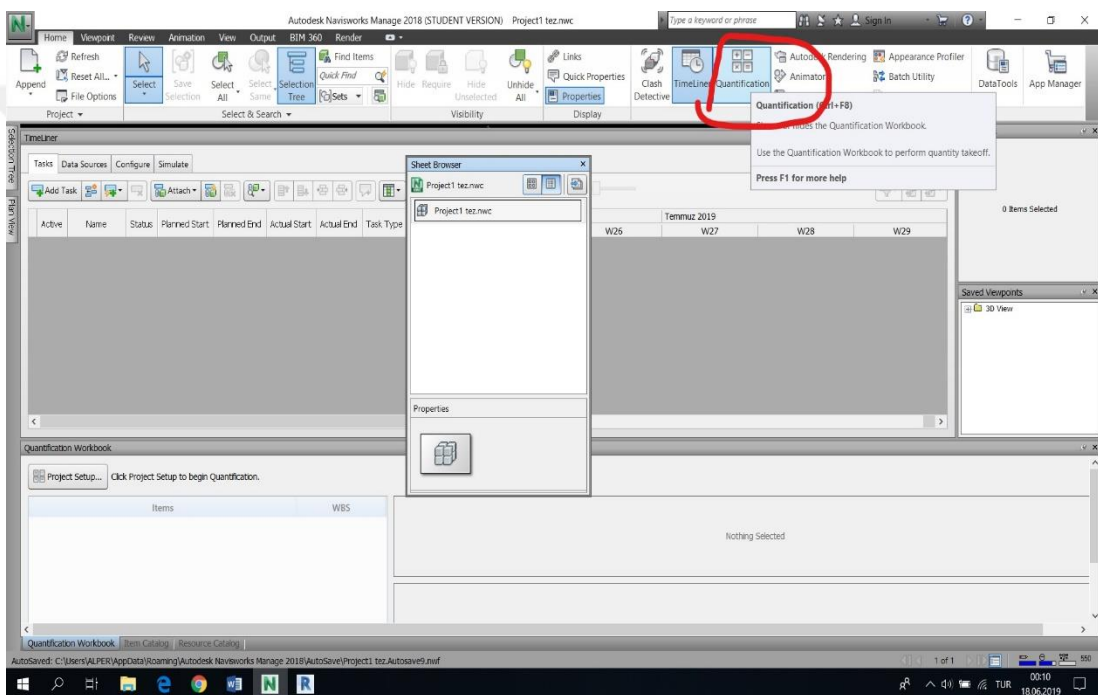 Autodesk Navisworks Manage 2018 (STUDENT VERSION) Project1 tez.nwc
Type a keyword or phrase
Sign In
Home Viewpoint Review Animation View Output BIM 360 Render
Append
Refresh
Reset All...
File Options
Project
Select
Save Selection
Select All
Select Same
Selection Tree
Find Items
Quick Find
Sets
Select & Search
Hide
Require
Hide Unselected
Unhide All
Visibility
Links
Quick Properties
Properties
Display
Clash Detective
TimeLiner
Quantification
Autodesk Rendering
Animator
Appearance Profiler
Batch Utility
DataTools
App Manager
Quantification (Ctrl+F8)
the Quantification Workbook.
Use the Quantification Workbook to perform quantity takeoff.
Press F1 for more help
Selection Tree
Plan View
TimeLiner
Tasks Data Sources Configure Simulate
Add Task
Attach
Active Name Status Planned Start Planned End Actual Start Actual End Task Type
Temmuz 2019
W26 W27 W28 W29
Sheet Browser
Project1 tez.nwc
Project1 tez.nwc
Properties
0 Items Selected
Saved Viewpoints
3D View
Quantification Workbook
Project Setup... Click Project Setup to begin Quantification.
Items WBS
Nothing Selected
Quantification Workbook Item Catalog Resource Catalog
AutoSaved: C:\Users\ALPER\AppData\Roaming\Autodesk Navisworks Manage 2018\AutoSave\Project1 tez.Autosave9.nwf
1 of 1
550
TUR
00:10
18.06.2019